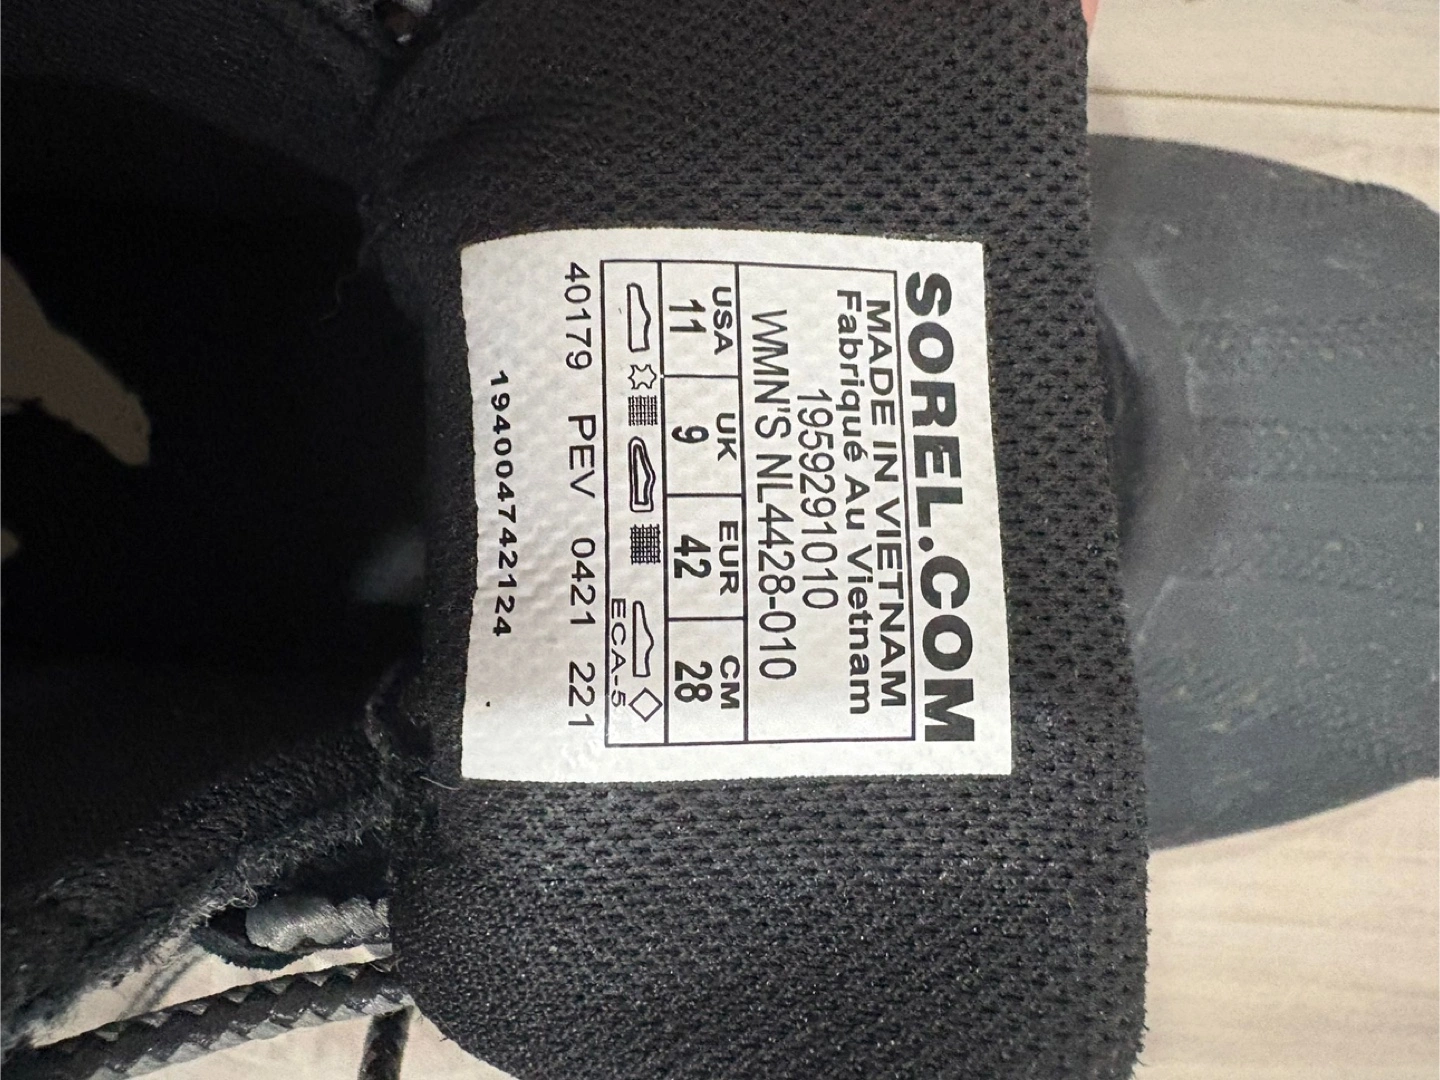 SOREL.COM
MADE IN VIETNAM
Fabriqué Au Vietnam
1959291010
WMN'S NL4428-010
USA UK EUR CM
11 9 42 28
ECA-5
40179 PEV 0421 221
194004742124